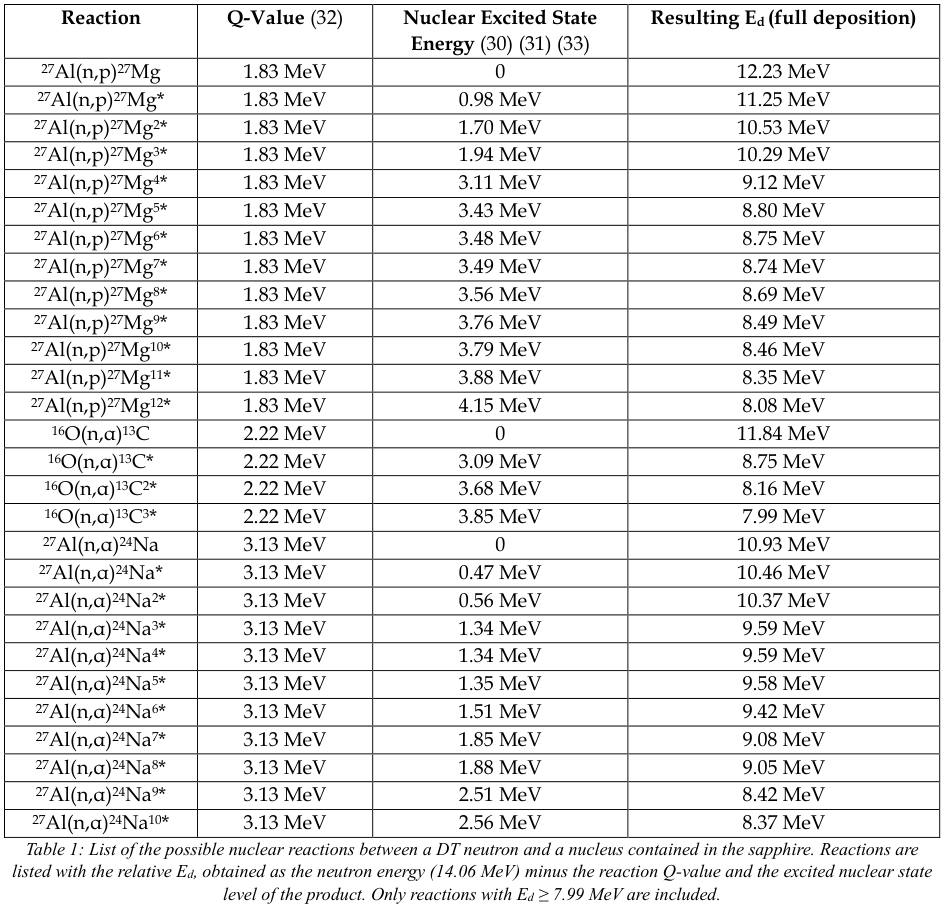 Reaction Q-Value (32) Nuclear Excited State Resulting Ed (full deposition)
Energy (30) (31) (33)
²⁷Al(n,p)²⁷Mg 1.83 MeV 0 12.23 MeV
²⁷Al(n,p)²⁷Mg* 1.83 MeV 0.98 MeV 11.25 MeV
²⁷Al(n,p)²⁷Mg²* 1.83 MeV 1.70 MeV 10.53 MeV
²⁷Al(n,p)²⁷Mg³* 1.83 MeV 1.94 MeV 10.29 MeV
²⁷Al(n,p)²⁷Mg⁴* 1.83 MeV 3.11 MeV 9.12 MeV
²⁷Al(n,p)²⁷Mg⁵* 1.83 MeV 3.43 MeV 8.80 MeV
²⁷Al(n,p)²⁷Mg⁶* 1.83 MeV 3.48 MeV 8.75 MeV
²⁷Al(n,p)²⁷Mg⁷* 1.83 MeV 3.49 MeV 8.74 MeV
²⁷Al(n,p)²⁷Mg⁸* 1.83 MeV 3.56 MeV 8.69 MeV
²⁷Al(n,p)²⁷Mg⁹* 1.83 MeV 3.76 MeV 8.49 MeV
²⁷Al(n,p)²⁷Mg¹⁰* 1.83 MeV 3.79 MeV 8.46 MeV
²⁷Al(n,p)²⁷Mg¹¹* 1.83 MeV 3.88 MeV 8.35 MeV
²⁷Al(n,p)²⁷Mg¹²* 1.83 MeV 4.15 MeV 8.08 MeV
¹⁶O(n,α)¹³C 2.22 MeV 0 11.84 MeV
¹⁶O(n,α)¹³C* 2.22 MeV 3.09 MeV 8.75 MeV
¹⁶O(n,α)¹³C²* 2.22 MeV 3.68 MeV 8.16 MeV
¹⁶O(n,α)¹³C³* 2.22 MeV 3.85 MeV 7.99 MeV
²⁷Al(n,α)²⁴Na 3.13 MeV 0 10.93 MeV
²⁷Al(n,α)²⁴Na* 3.13 MeV 0.47 MeV 10.46 MeV
²⁷Al(n,α)²⁴Na²* 3.13 MeV 0.56 MeV 10.37 MeV
²⁷Al(n,α)²⁴Na³* 3.13 MeV 1.34 MeV 9.59 MeV
²⁷Al(n,α)²⁴Na⁴* 3.13 MeV 1.34 MeV 9.59 MeV
²⁷Al(n,α)²⁴Na⁵* 3.13 MeV 1.35 MeV 9.58 MeV
²⁷Al(n,α)²⁴Na⁶* 3.13 MeV 1.51 MeV 9.42 MeV
²⁷Al(n,α)²⁴Na⁷* 3.13 MeV 1.85 MeV 9.08 MeV
²⁷Al(n,α)²⁴Na⁸* 3.13 MeV 1.88 MeV 9.05 MeV
²⁷Al(n,α)²⁴Na⁹* 3.13 MeV 2.51 MeV 8.42 MeV
²⁷Al(n,α)²⁴Na¹⁰* 3.13 MeV 2.56 MeV 8.37 MeV
Table 1: List of the possible nuclear reactions between a DT neutron and a nucleus contained in the sapphire. Reactions are
listed with the relative Ed, obtained as the neutron energy (14.06 MeV) minus the reaction Q-value and the excited nuclear state
level of the product. Only reactions with Ed ≥ 7.99 MeV are included.